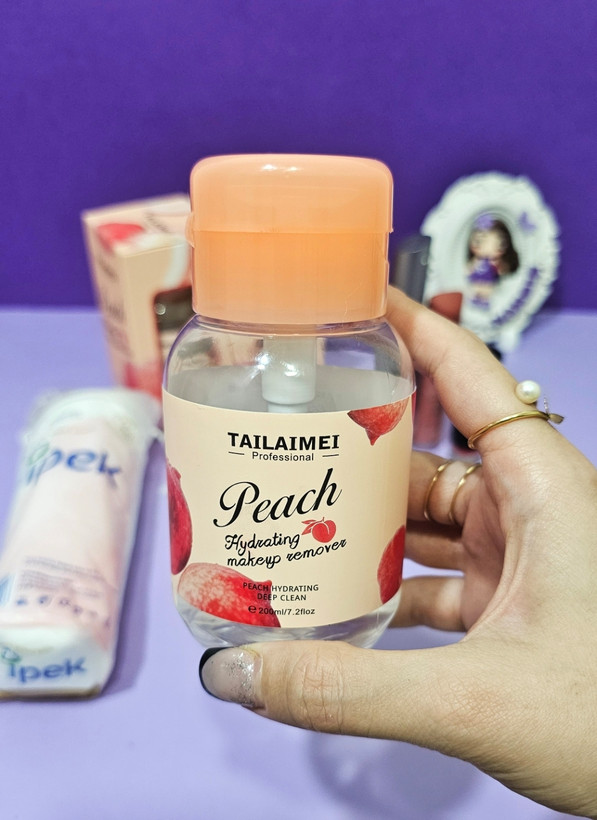 TAILAIMEI
Professional
Peach
Hydrating
makeup remover
PEACH HYDRATING
DEEP CLEAN
e 200ml/7.2floz
ipek
ipek